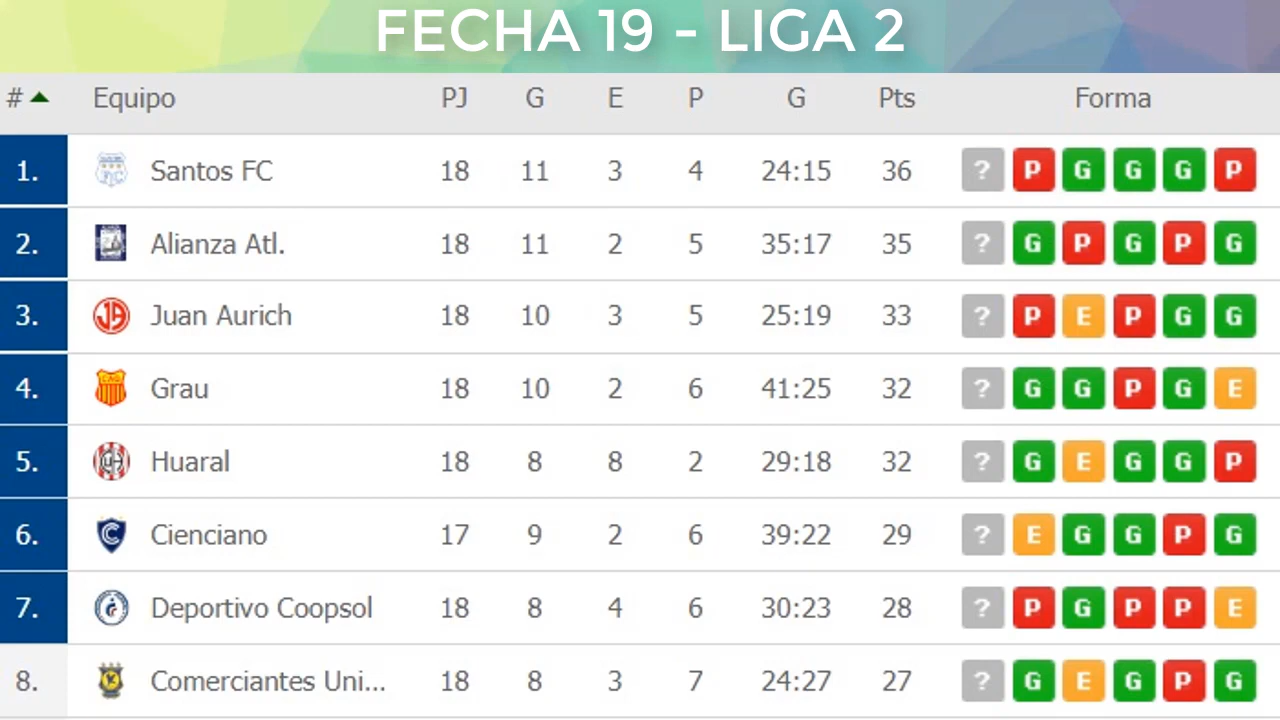 FECHA 19 - LIGA 2
# Equipo PJ G E P G Pts Forma
1. Santos FC 18 11 3 4 24:15 36 ? P G G G P
2. Alianza Atl. 18 11 2 5 35:17 35 ? G P G P G
3. Juan Aurich 18 10 3 5 25:19 33 ? P E P G G
4. Grau 18 10 2 6 41:25 32 ? G G P G E
5. Huaral 18 8 8 2 29:18 32 ? G E G G P
6. Cienciano 17 9 2 6 39:22 29 ? E G G P G
7. Deportivo Coopsol 18 8 4 6 30:23 28 ? P G P P E
8. Comerciantes Uni... 18 8 3 7 24:27 27 ? G E G P G